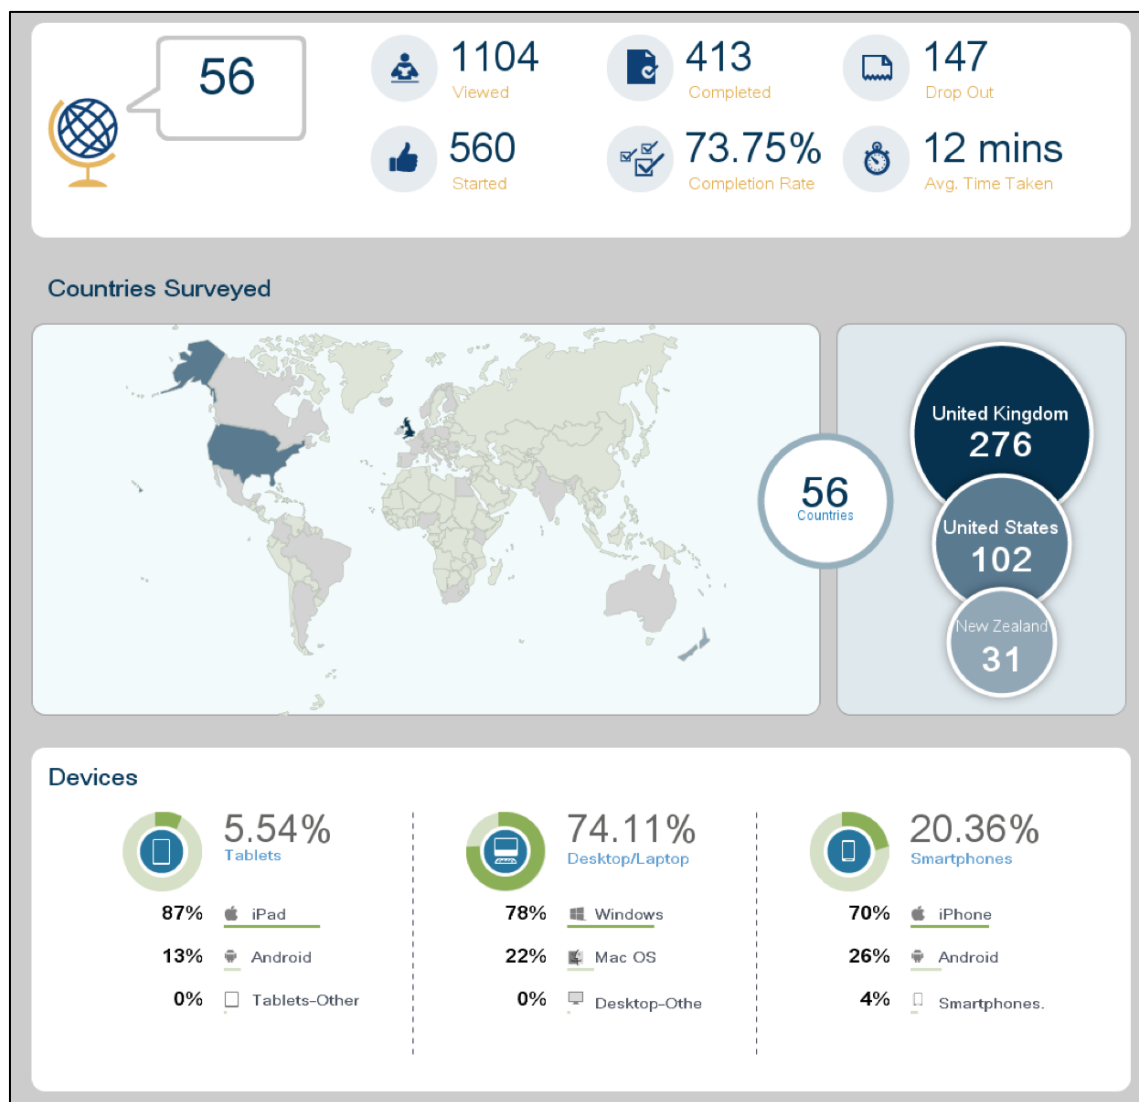 56
1104
Viewed
413
Completed
147
Drop Out
560
Started
73.75%
Completion Rate
12 mins
Avg. Time Taken
Countries Surveyed
56
Countries
United Kingdom
276
United States
102
New Zealand
31
Devices
5.54%
Tablets
87% iPad
13% Android
0% Tablets-Other
74.11%
Desktop/Laptop
78% Windows
22% Mac OS
0% Desktop-Othe
20.36%
Smartphones
70% iPhone
26% Android
4% Smartphones.